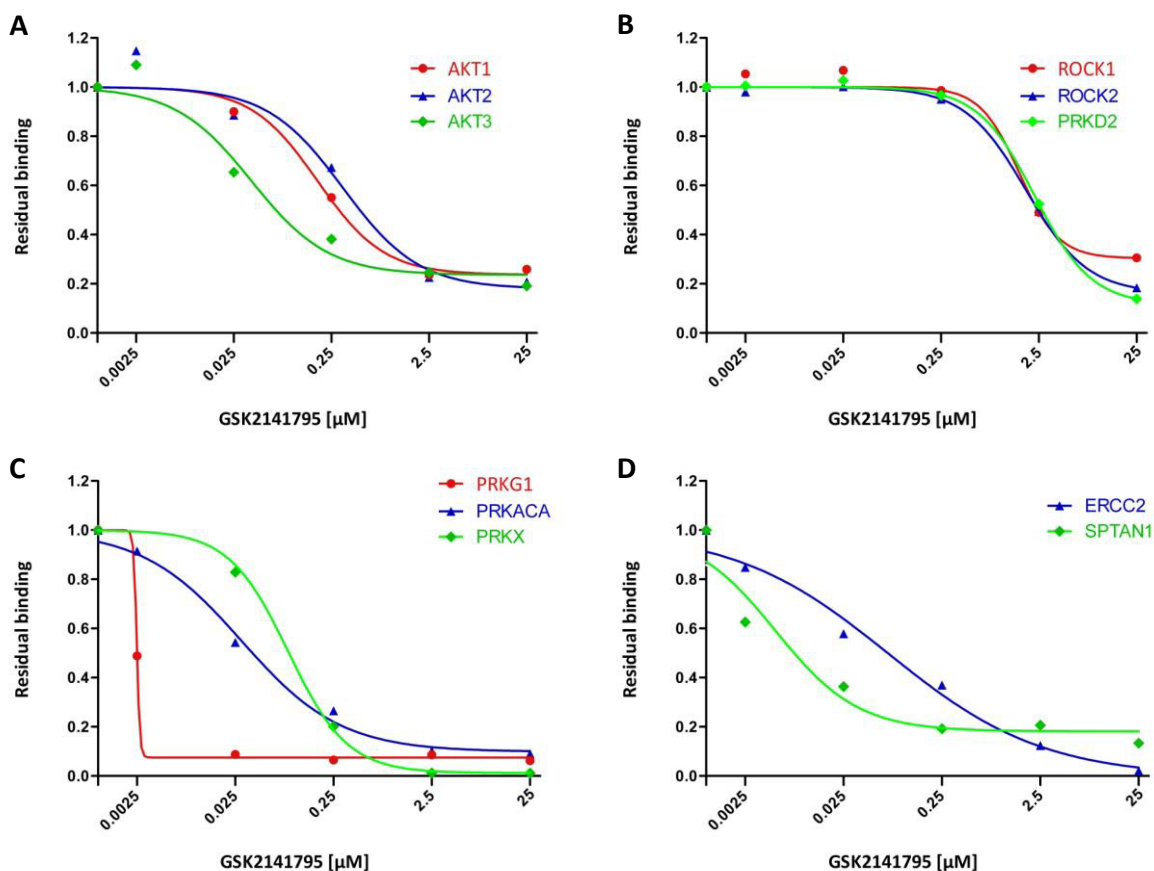 A
1.2
1.0
0.8
0.6
0.4
0.2
0.0
Residual binding
AKT1
AKT2
AKT3
0.0025
0.025
0.25
2.5
25
GSK2141795 [µM]
B
1.2
1.0
0.8
0.6
0.4
0.2
0.0
Residual binding
ROCK1
ROCK2
PRKD2
0.0025
0.025
0.25
2.5
25
GSK2141795 [µM]
C
1.2
1.0
0.8
0.6
0.4
0.2
0.0
Residual binding
PRKG1
PRKACA
PRKX
0.0025
0.025
0.25
2.5
25
GSK2141795 [µM]
D
1.2
1.0
0.8
0.6
0.4
0.2
0.0
Residual binding
ERCC2
SPTAN1
0.0025
0.025
0.25
2.5
25
GSK2141795 [µM]